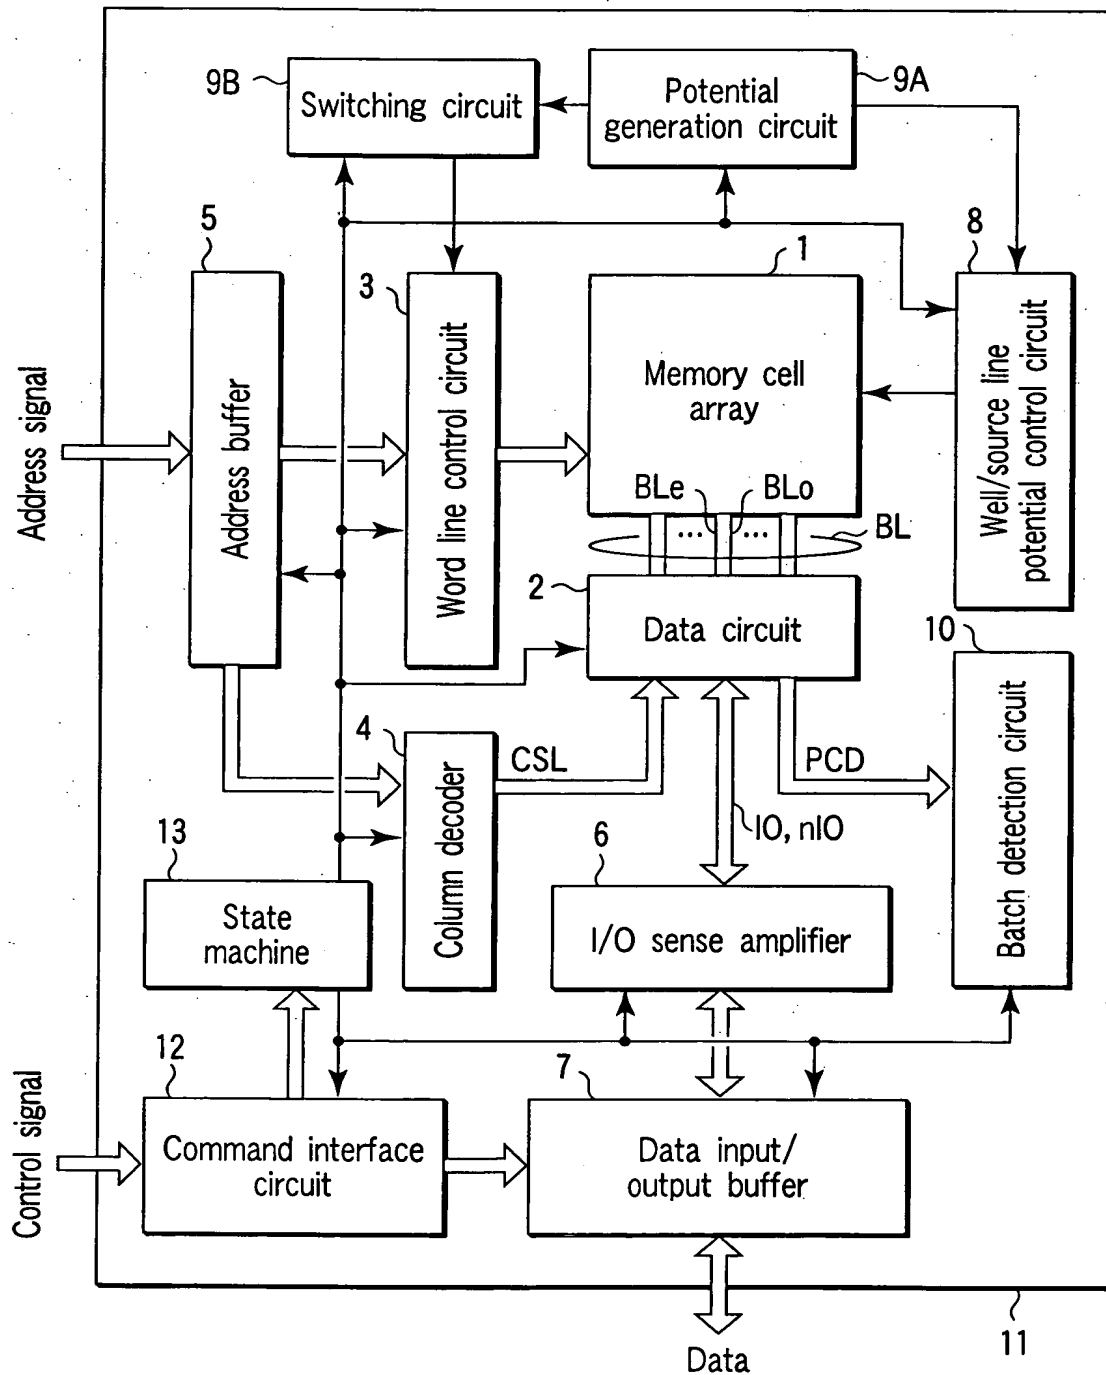 9B
Switching circuit
Potential
generation circuit
9A
5
Address buffer
3
Word line control circuit
1
Memory cell
array
BLe
BLo
BL
8
Well/source line
potential control circuit
Address signal
2
Data circuit
10
Batch detection circuit
4
Column decoder
CSL
PCD
IO, nIO
13
State
machine
6
I/O sense amplifier
12
Command interface
circuit
7
Data input/
output buffer
Control signal
Data
11